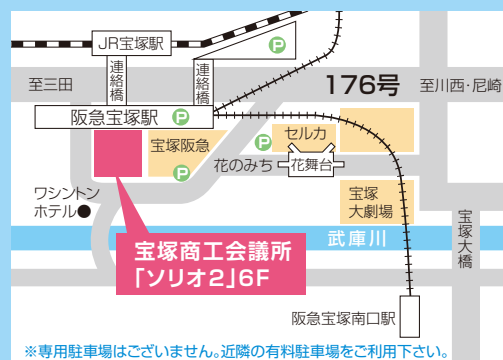 JR宝塚駅
P
至三田
連絡橋
連絡橋
176号
至川西・尼崎
阪急宝塚駅
P
宝塚阪急
P
P
セルカ
花のみち
花舞台
ワシントン
ホテル●
宝塚
大劇場
宝塚商工会議所
「ソリオ2」6F
武庫川
宝塚大橋
阪急宝塚南口駅
※専用駐車場はございません。近隣の有料駐車場をご利用下さい。